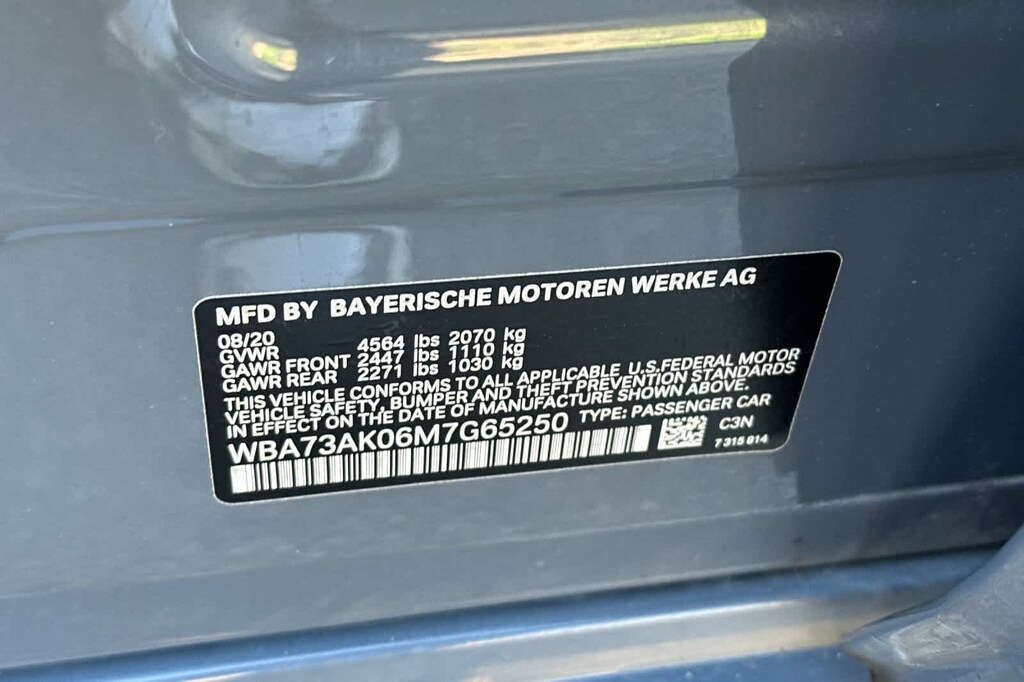 MFD BY BAYERISCHE MOTOREN WERKE AG
08/20
GVWR 4564 lbs 2070 kg
GAWR FRONT 2447 lbs 1110 kg
GAWR REAR 2271 lbs 1030 kg
THIS VEHICLE CONFORMS TO ALL APPLICABLE U.S.FEDERAL MOTOR
VEHICLE SAFETY, BUMPER AND THEFT PREVENTION STANDARDS
IN EFFECT ON THE DATE OF MANUFACTURE SHOWN ABOVE.
WBA73AK06M7G65250 TYPE: PASSENGER CAR
C3N
7 315 814